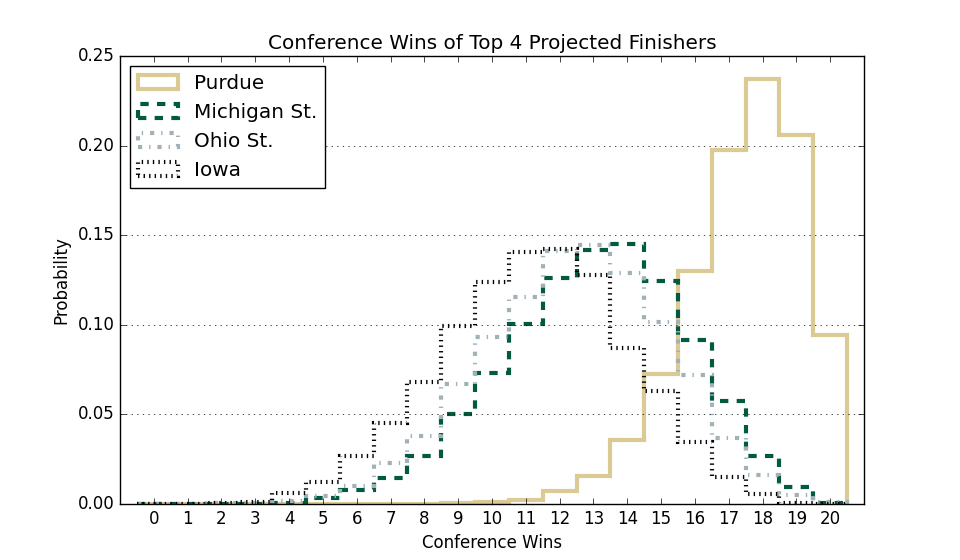 Conference Wins of Top 4 Projected Finishers
0.25
0.20
0.15
0.10
0.05
0.00
Probability
Purdue
Michigan St.
Ohio St.
Iowa
0 1 2 3 4 5 6 7 8 9 10 11 12 13 14 15 16 17 18 19 20
Conference Wins